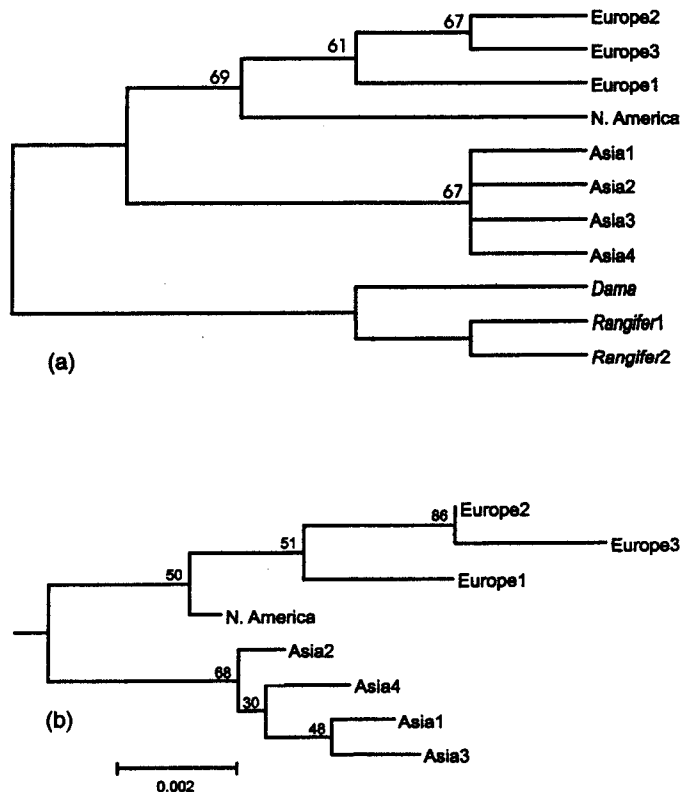 67
Europe2
Europe3
61
Europe1
69
N. America
Asia1
67
Asia2
Asia3
Asia4
Dama
Rangifer1
Rangifer2
(a)
86
Europe2
Europe3
51
Europe1
50
N. America
Asia2
68
Asia4
30
Asia1
48
Asia3
(b)
0.002